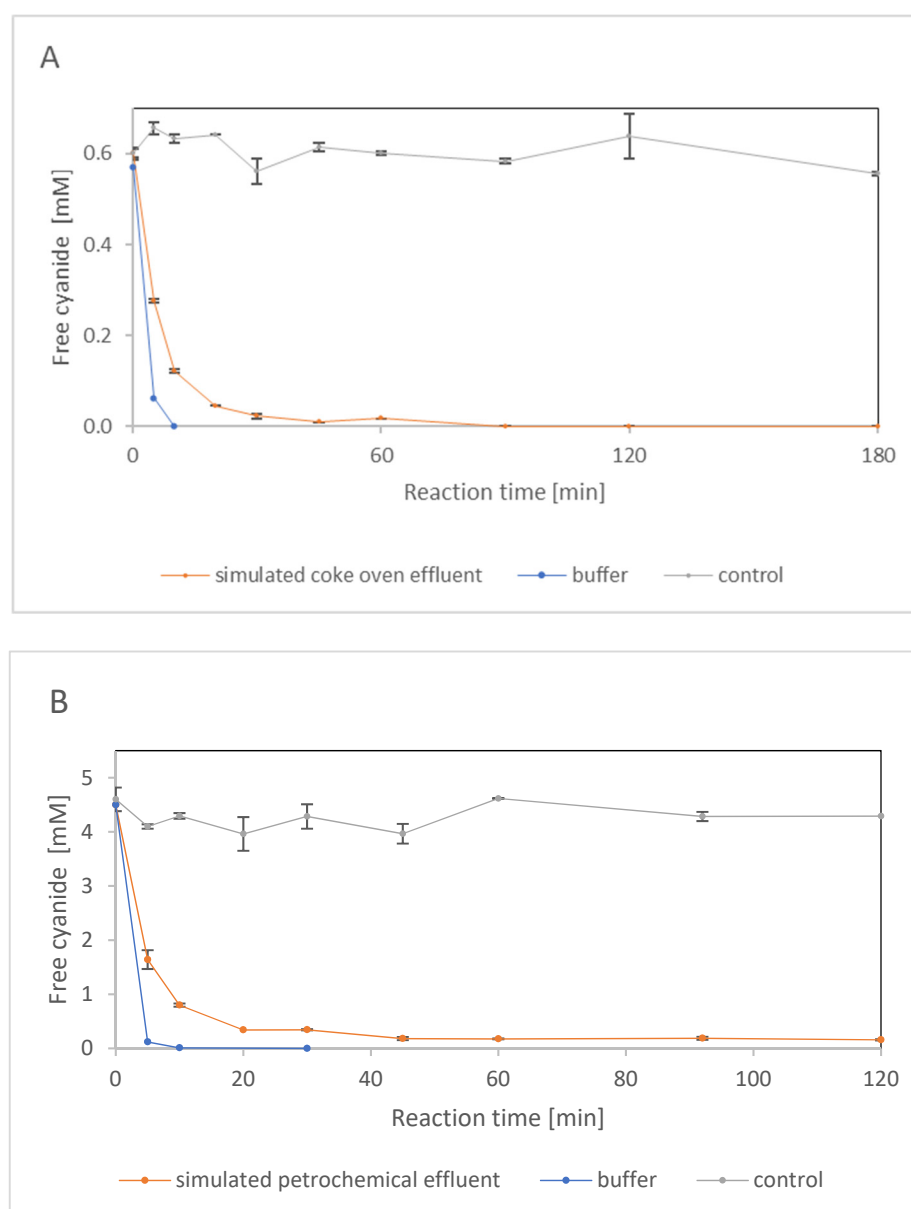 A
Free cyanide [mM]
0.6
0.4
0.2
0.0
0 60 120 180
Reaction time [min]
simulated coke oven effluent buffer control
B
Free cyanide [mM]
5
4
3
2
1
0
0 20 40 60 80 100 120
Reaction time [min]
simulated petrochemical effluent buffer control